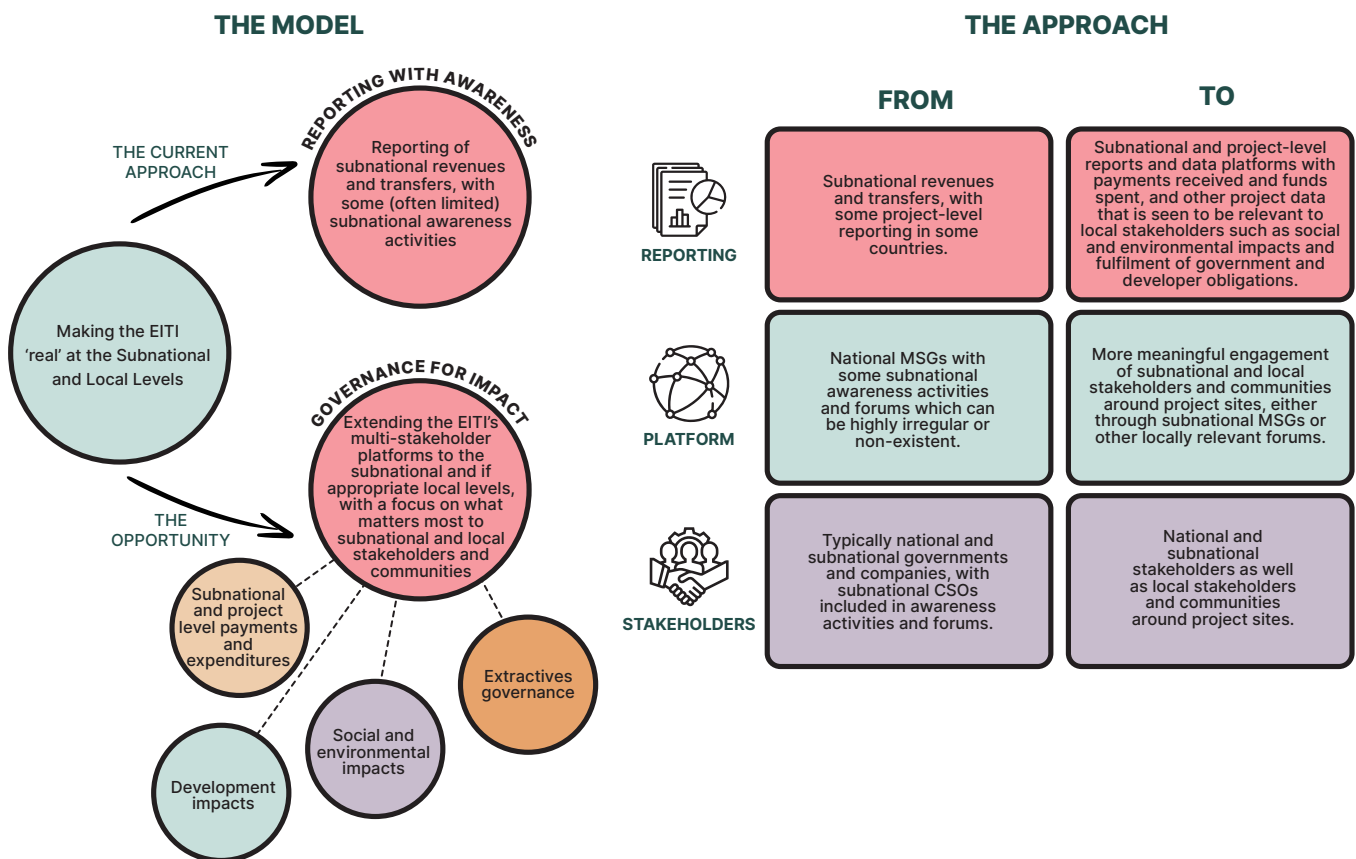 THE MODEL
REPORTING WITH AWARENESS
Reporting of
subnational revenues
and transfers, with
some (often limited)
subnational awareness
activities
THE CURRENT
APPROACH
Making the EITI
‘real’ at the Subnational
and Local Levels
THE
OPPORTUNITY
GOVERNANCE FOR IMPACT
Extending the EITI’s
multi-stakeholder
platforms to the
subnational and if
appropriate local levels,
with a focus on what
matters most to
subnational and local
stakeholders and
communities
Subnational
and project
level payments
and
expenditures
Development
impacts
Social and
environmental
impacts
Extractives
governance
THE APPROACH
FROM
TO
REPORTING
Subnational revenues
and transfers, with
some project-level
reporting in some
countries.
Subnational and project-level
reports and data platforms with
payments received and funds
spent, and other project data
that is seen to be relevant to
local stakeholders such as social
and environmental impacts and
fulfilment of government and
developer obligations.
PLATFORM
National MSGs with
some subnational
awareness activities
and forums which can
be highly irregular or
non-existent.
More meaningful engagement
of subnational and local
stakeholders and communities
around project sites, either
through subnational MSGs or
other locally relevant forums.
STAKEHOLDERS
Typically national and
subnational governments
and companies, with
subnational CSOs
included in awareness
activities and forums.
National and
subnational
stakeholders as well
as local stakeholders
and communities
around project sites.